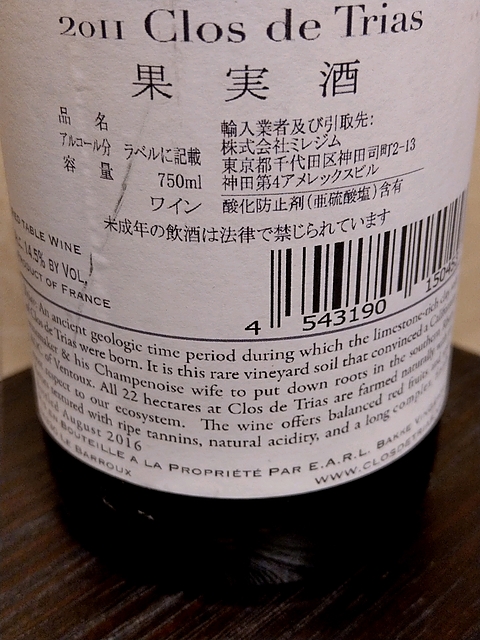 2011 Clos de Trias
果実酒
品名 ワイン
アルコール分 ラベルに記載
容量 750ml
輸入業者及び引取先:
株式会社ミレジム
東京都千代田区神田司町2-13
神田第4アメレックスビル
酸化防止剤(亜硫酸塩)含有
未成年の飲酒は法律で禁じられています
TABLE WINE
14.5% BY VOL.
PRODUCT OF FRANCE
4 543190
An ancient geologic time period during which the limestone-rich
Clos de Trias were born. It is this rare vineyard soil that convinced a
& his Champenoise wife to put down roots in the southern
of Ventoux. All 22 hectares at Clos de Trias are farmed
respect to our ecosystem. The wine offers balanced red fruits
textured with ripe tannins, natural acidity, and a long complex
August 2016
BOUTEILLE A LA PROPRIÉTÉ PAR E.A.R.L. BAKKE
LE BARROUX
WWW.CLOSDE